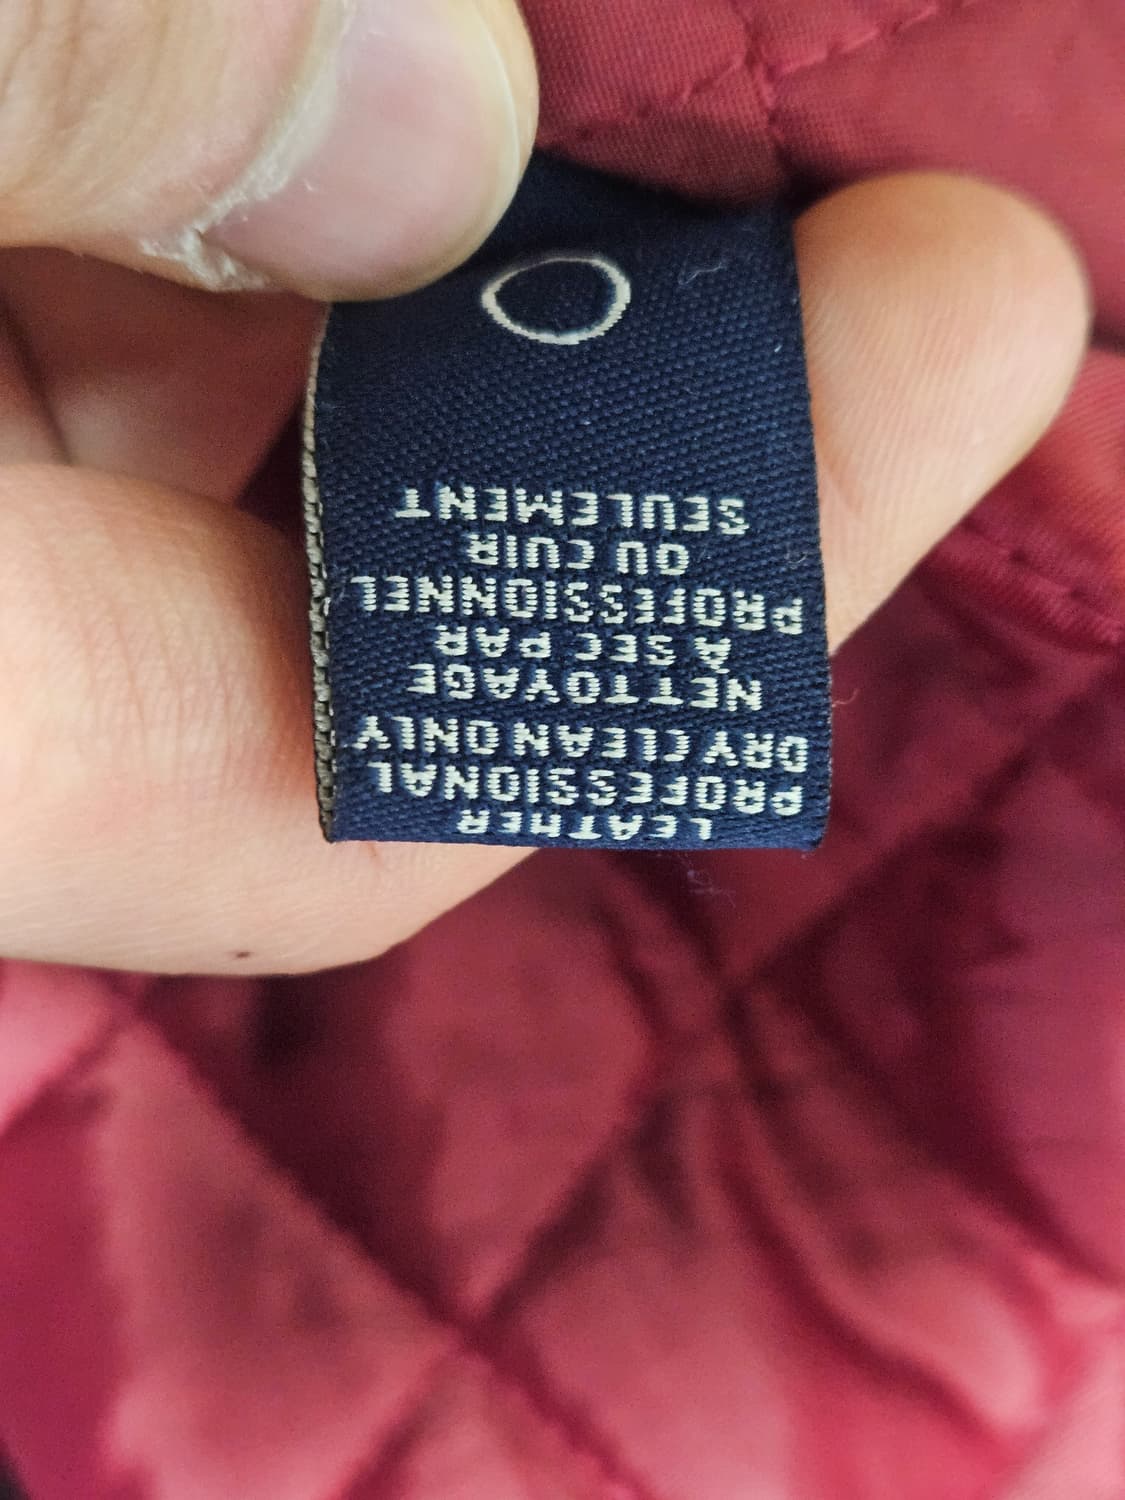 LEATHER
PROFESSIONAL
DRY CLEAN ONLY
NETTOYAGE
À SEC PAR
PROFESSIONNEL
OU CUIR
SEULEMENT